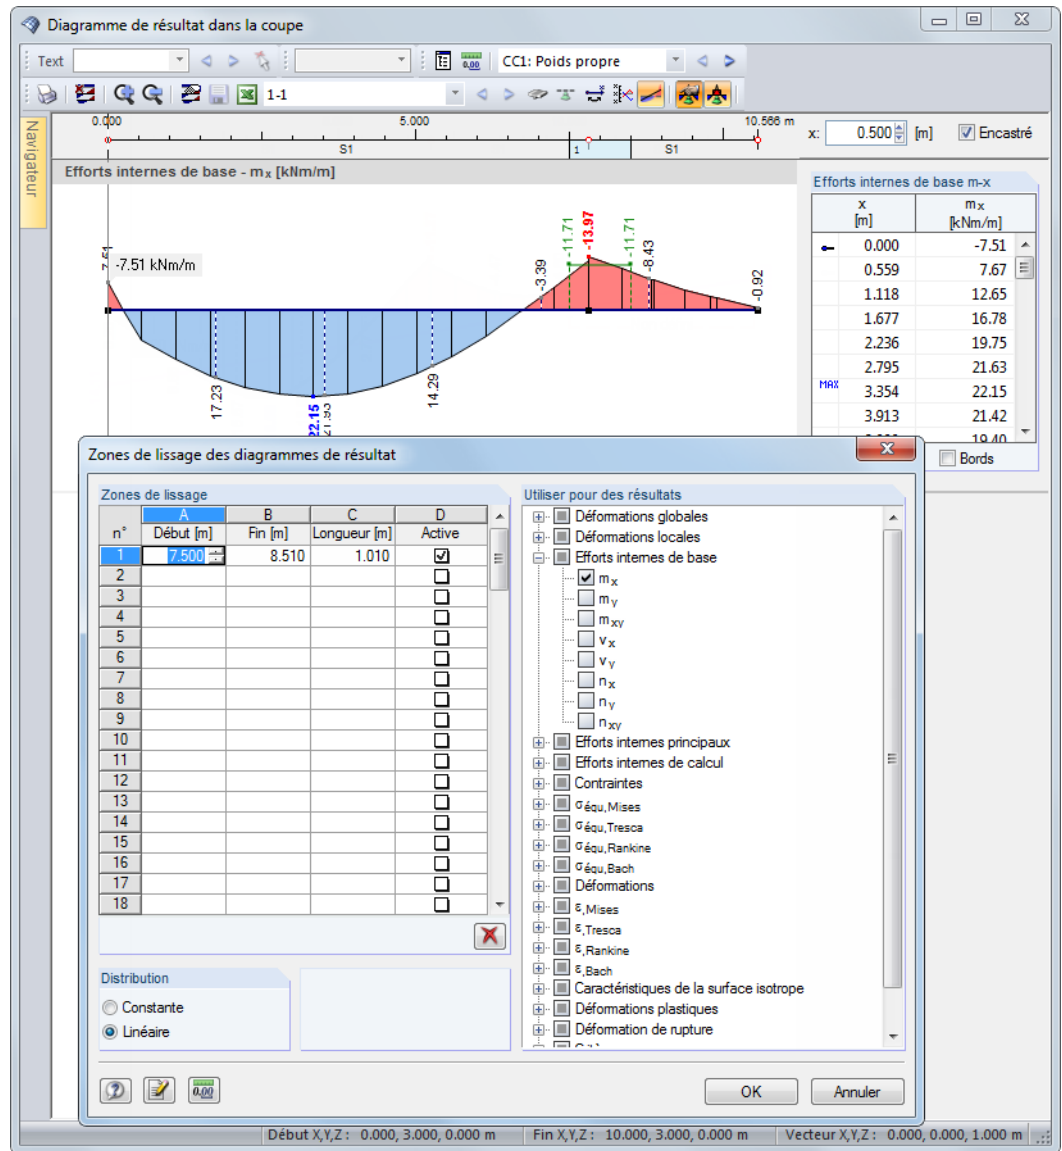 Diagramme de résultat dans la coupe
Text
CC1: Poids propre
0.00
1-1
Navigateur
0.000 5.000 10.566 m
S1 1 S1
x: 0.500 [m] Encastré
Efforts internes de base - mx [kNm/m]
Efforts internes de base m-x
x [m] mx [kNm/m]
0.000 -7.51
0.559 7.67
1.118 12.65
1.677 16.78
2.236 19.75
2.795 21.63
MAX 3.354 22.15
3.913 21.42
19.40
Bords
-7.51 kNm/m
17.23
22.15
21.93
14.29
-3.39
-11.71
-13.97
-11.71
-8.43
-0.92
Zones de lissage des diagrammes de résultat
Zones de lissage
A B C D
n° Début [m] Fin [m] Longueur [m] Active
1 7.500 8.510 1.010
2
3
4
5
6
7
8
9
10
11
12
13
14
15
16
17
18
Distribution
Constante
Linéaire
Utiliser pour des résultats
Déformations globales
Déformations locales
Efforts internes de base
mx
my
mxy
vx
vy
nx
ny
nxy
Efforts internes principaux
Efforts internes de calcul
Contraintes
σéqu,Mises
σéqu,Tresca
σéqu,Rankine
σéqu,Bach
Déformations
ε,Mises
ε,Tresca
ε,Rankine
ε,Bach
Caractéristiques de la surface isotrope
Déformations plastiques
Déformation de rupture
0.00
OK Annuler
Début X,Y,Z : 0.000, 3.000, 0.000 m Fin X,Y,Z : 10.000, 3.000, 0.000 m Vecteur X,Y,Z : 0.000, 0.000, 1.000 m